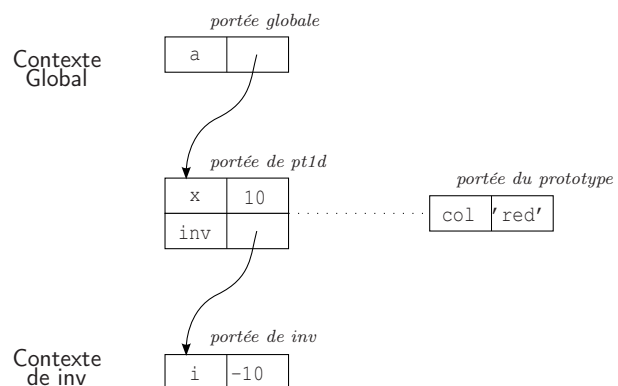 portée globale
a
Contexte
Global
portée de pt1d
x 10
portée du prototype
inv
col 'red'
portée de inv
Contexte
de inv
i -10